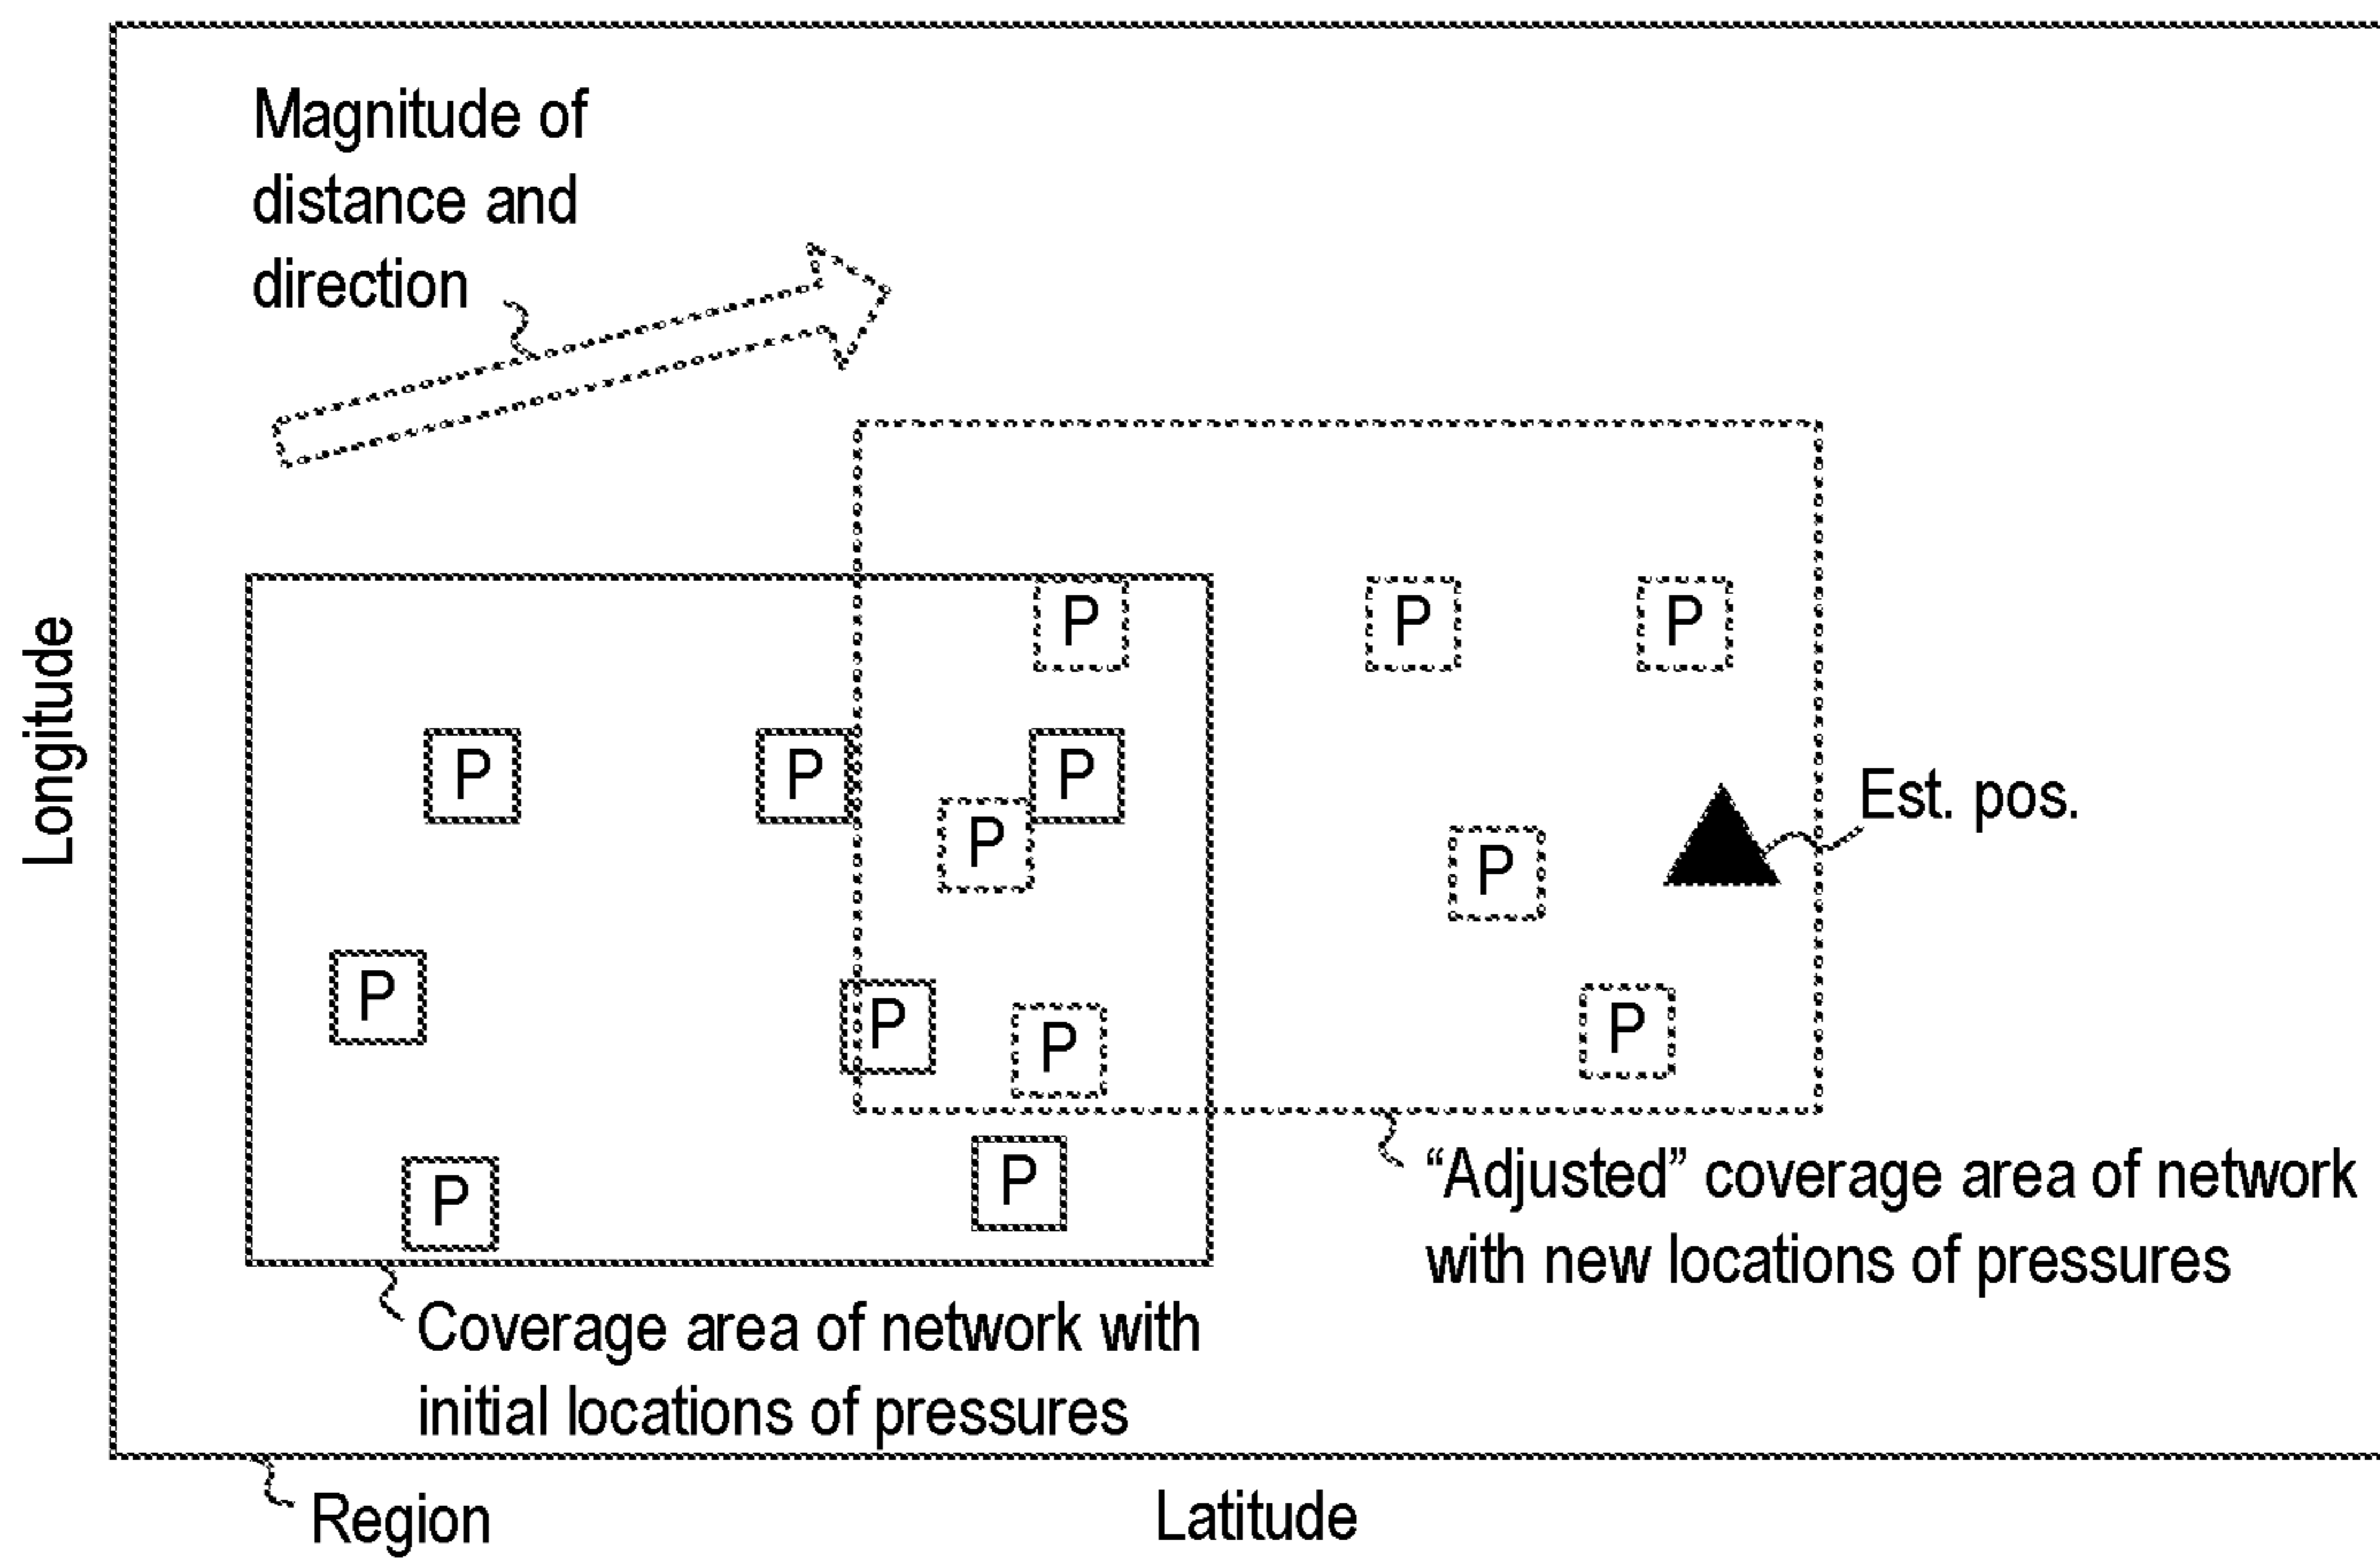 Magnitude of
distance and
direction
Longitude
P
P
P
P
P
P
P
P
P
P
P
P
P
P
Est. pos.
"Adjusted" coverage area of network
with new locations of pressures
Coverage area of network with
initial locations of pressures
Region
Latitude